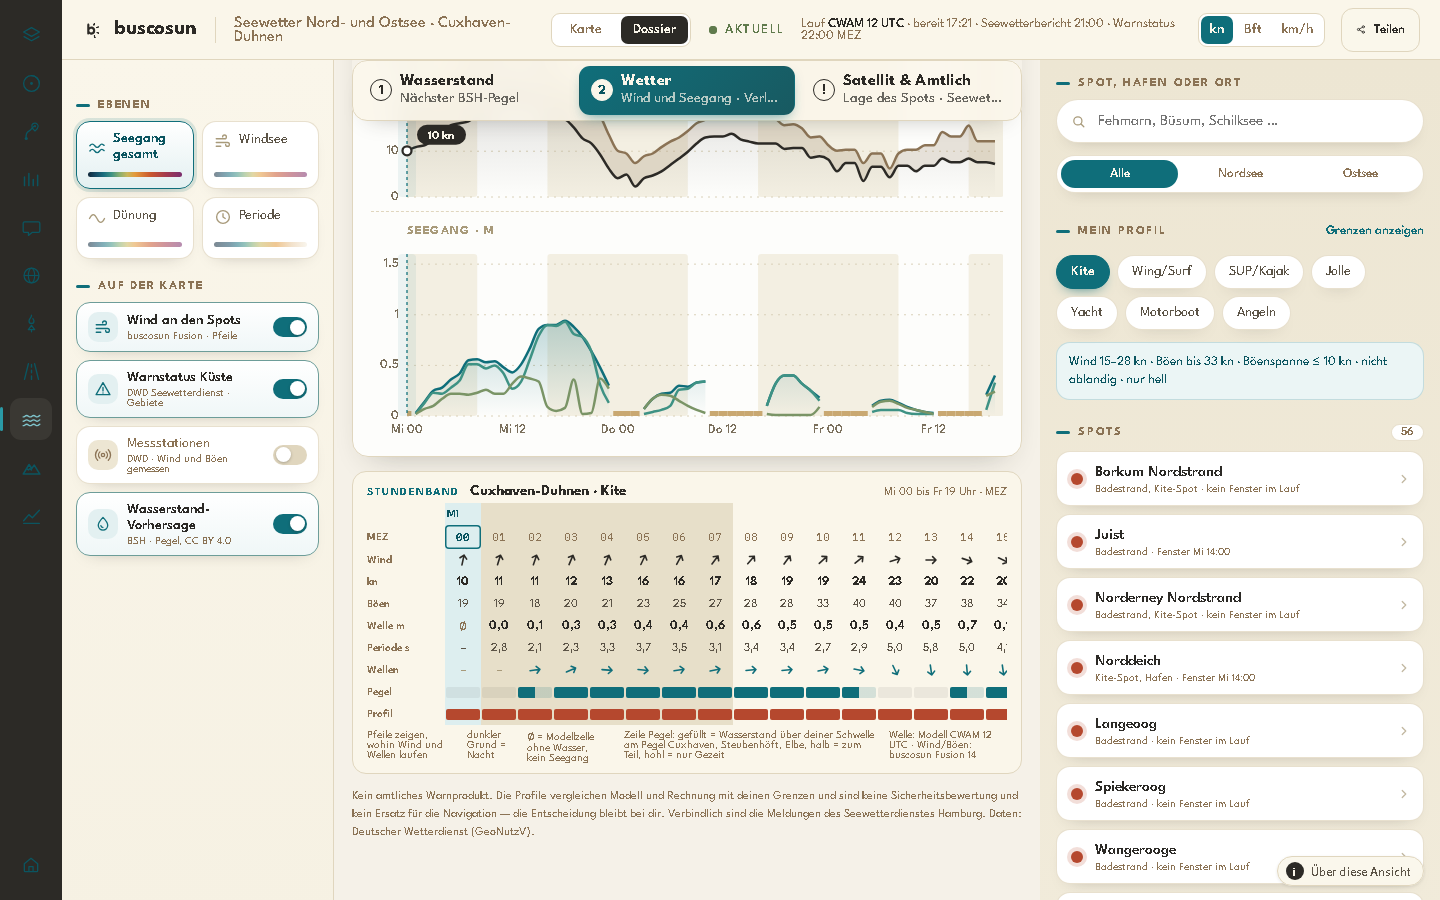 buscosun
Seewetter Nord- und Ostsee · Cuxhaven-
Duhnen
Karte
Dossier
AKTUELL
Lauf CWAM 12 UTC · bereit 17:21 · Seewetterbericht 21:00 · Warnstatus
22:00 MEZ
kn
Bft
km/h
Teilen
EBENEN
Seegang
gesamt
Windsee
Dünung
Periode
AUF DER KARTE
Wind an den Spots
buscosun Fusion · Pfeile
Warnstatus Küste
DWD Seewetterdienst ·
Gebiete
Messstationen
DWD · Wind und Böen
gemessen
Wasserstand-
Vorhersage
BSH · Pegel, CC BY 4.0
1
Wasserstand
Nächster BSH-Pegel
2
Wetter
Wind und Seegang · Verl...
!
Satellit & Amtlich
Lage des Spots · Seewet...
10 kn
10
0
SEEGANG · M
1.5
1
0.5
0
Mi 00
Mi 12
Do 00
Do 12
Fr 00
Fr 12
STUNDENBAND
Cuxhaven-Duhnen · Kite
Mi 00 bis Fr 19 Uhr · MEZ
MI
MEZ 00 01 02 03 04 05 06 07 08 09 10 11 12 13 14 15
Wind
kn 10 11 11 12 13 16 16 17 18 19 19 24 23 20 22 20
Böen 19 19 18 20 21 23 25 27 28 28 33 40 40 37 38 34
Welle m Ø 0,0 0,1 0,3 0,3 0,4 0,4 0,6 0,6 0,5 0,5 0,5 0,4 0,5 0,7
Periode s – 2,8 2,1 2,3 3,3 3,7 3,5 3,1 3,4 3,4 2,7 2,9 5,0 5,8 5,0
Wellen – –
Pegel
Profil
Pfeile zeigen,
wohin Wind und
Wellen laufen
dunkler
Grund =
Nacht
Ø = Modellzelle
ohne Wasser,
kein Seegang
Zeile Pegel: gefüllt = Wasserstand über deiner Schwelle
am Pegel Cuxhaven, Steubenhöft, Elbe, halb = zum
Teil, hohl = nur Gezeit
Welle: Modell CWAM 12
UTC · Wind/Böen:
buscosun Fusion 14
Kein amtliches Warnprodukt. Die Profile vergleichen Modell und Rechnung mit deinen Grenzen und sind keine Sicherheitsbewertung und
kein Ersatz für die Navigation — die Entscheidung bleibt bei dir. Verbindlich sind die Meldungen des Seewetterdienstes Hamburg. Daten:
Deutscher Wetterdienst (GeoNutzV).
SPOT, HAFEN ODER ORT
Fehmarn, Büsum, Schilksee ...
Alle
Nordsee
Ostsee
MEIN PROFIL
Grenzen anzeigen
Kite
Wing/Surf
SUP/Kajak
Jolle
Yacht
Motorboot
Angeln
Wind 15–28 kn · Böen bis 33 kn · Böenspanne ≤ 10 kn · nicht
ablandig · nur hell
SPOTS
56
Borkum Nordstrand
Badestrand, Kite-Spot · kein Fenster im Lauf
Juist
Badestrand · Fenster Mi 14:00
Norderney Nordstrand
Badestrand, Kite-Spot · kein Fenster im Lauf
Norddeich
Kite-Spot, Hafen · Fenster Mi 14:00
Langeoog
Badestrand · kein Fenster im Lauf
Spiekeroog
Badestrand · kein Fenster im Lauf
Wangerooge
Badestrand · kein Fenster im Lauf
Über diese Ansicht